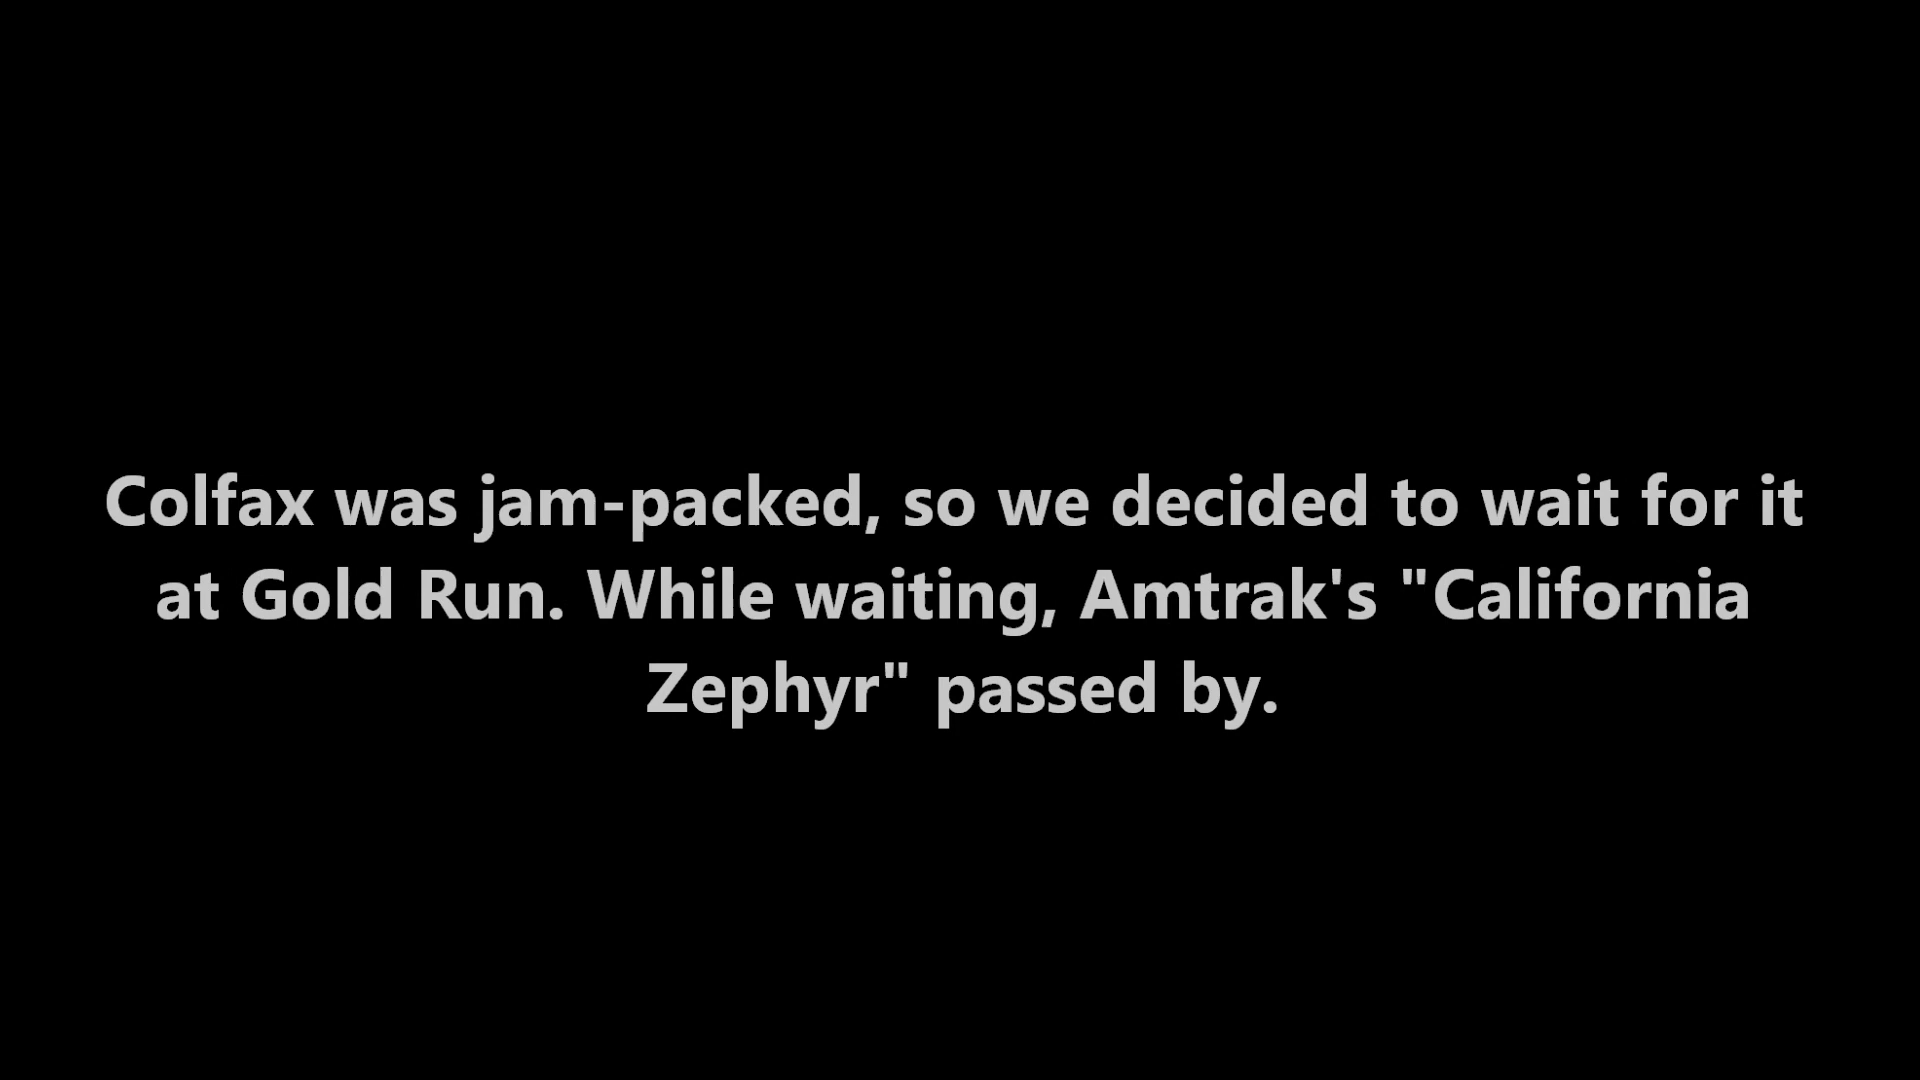 Colfax was jam-packed, so we decided to wait for it
at Gold Run. While waiting, Amtrak's "California
Zephyr" passed by.